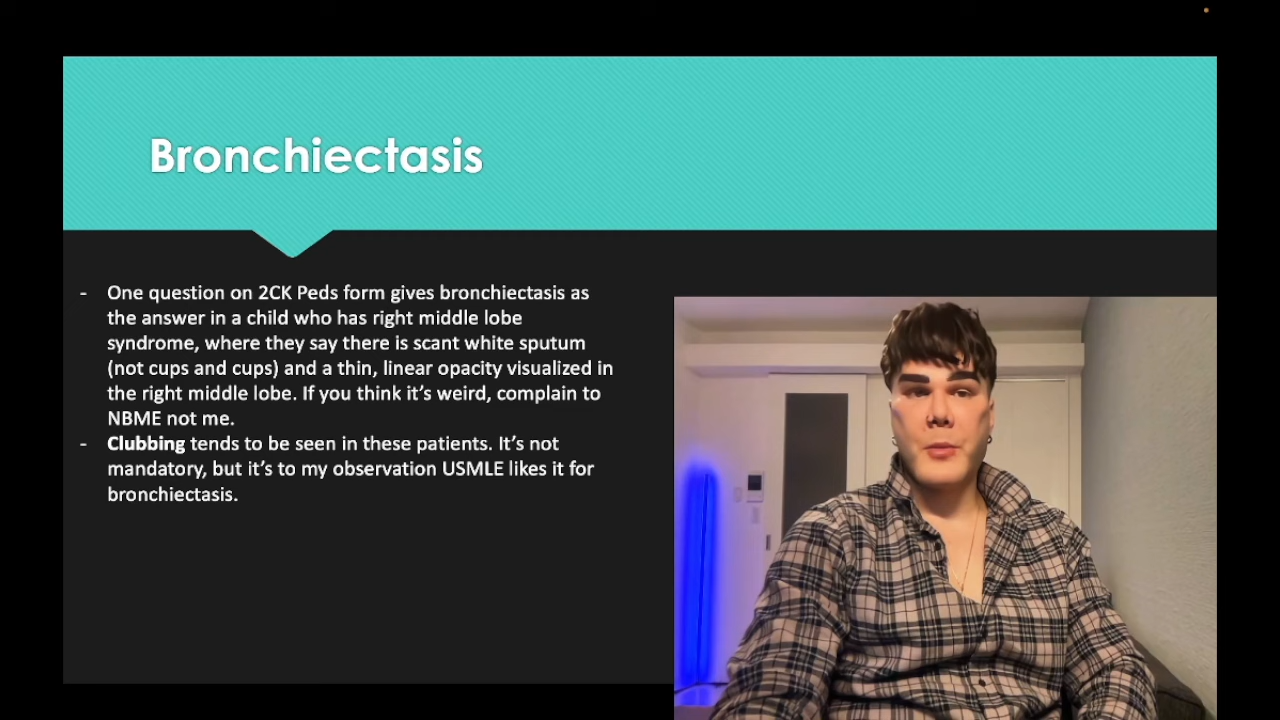 Bronchiectasis
- One question on 2CK Peds form gives bronchiectasis as
the answer in a child who has right middle lobe
syndrome, where they say there is scant white sputum
(not cups and cups) and a thin, linear opacity visualized in
the right middle lobe. If you think it’s weird, complain to
NBME not me.
- Clubbing tends to be seen in these patients. It’s not
mandatory, but it’s to my observation USMLE likes it for
bronchiectasis.